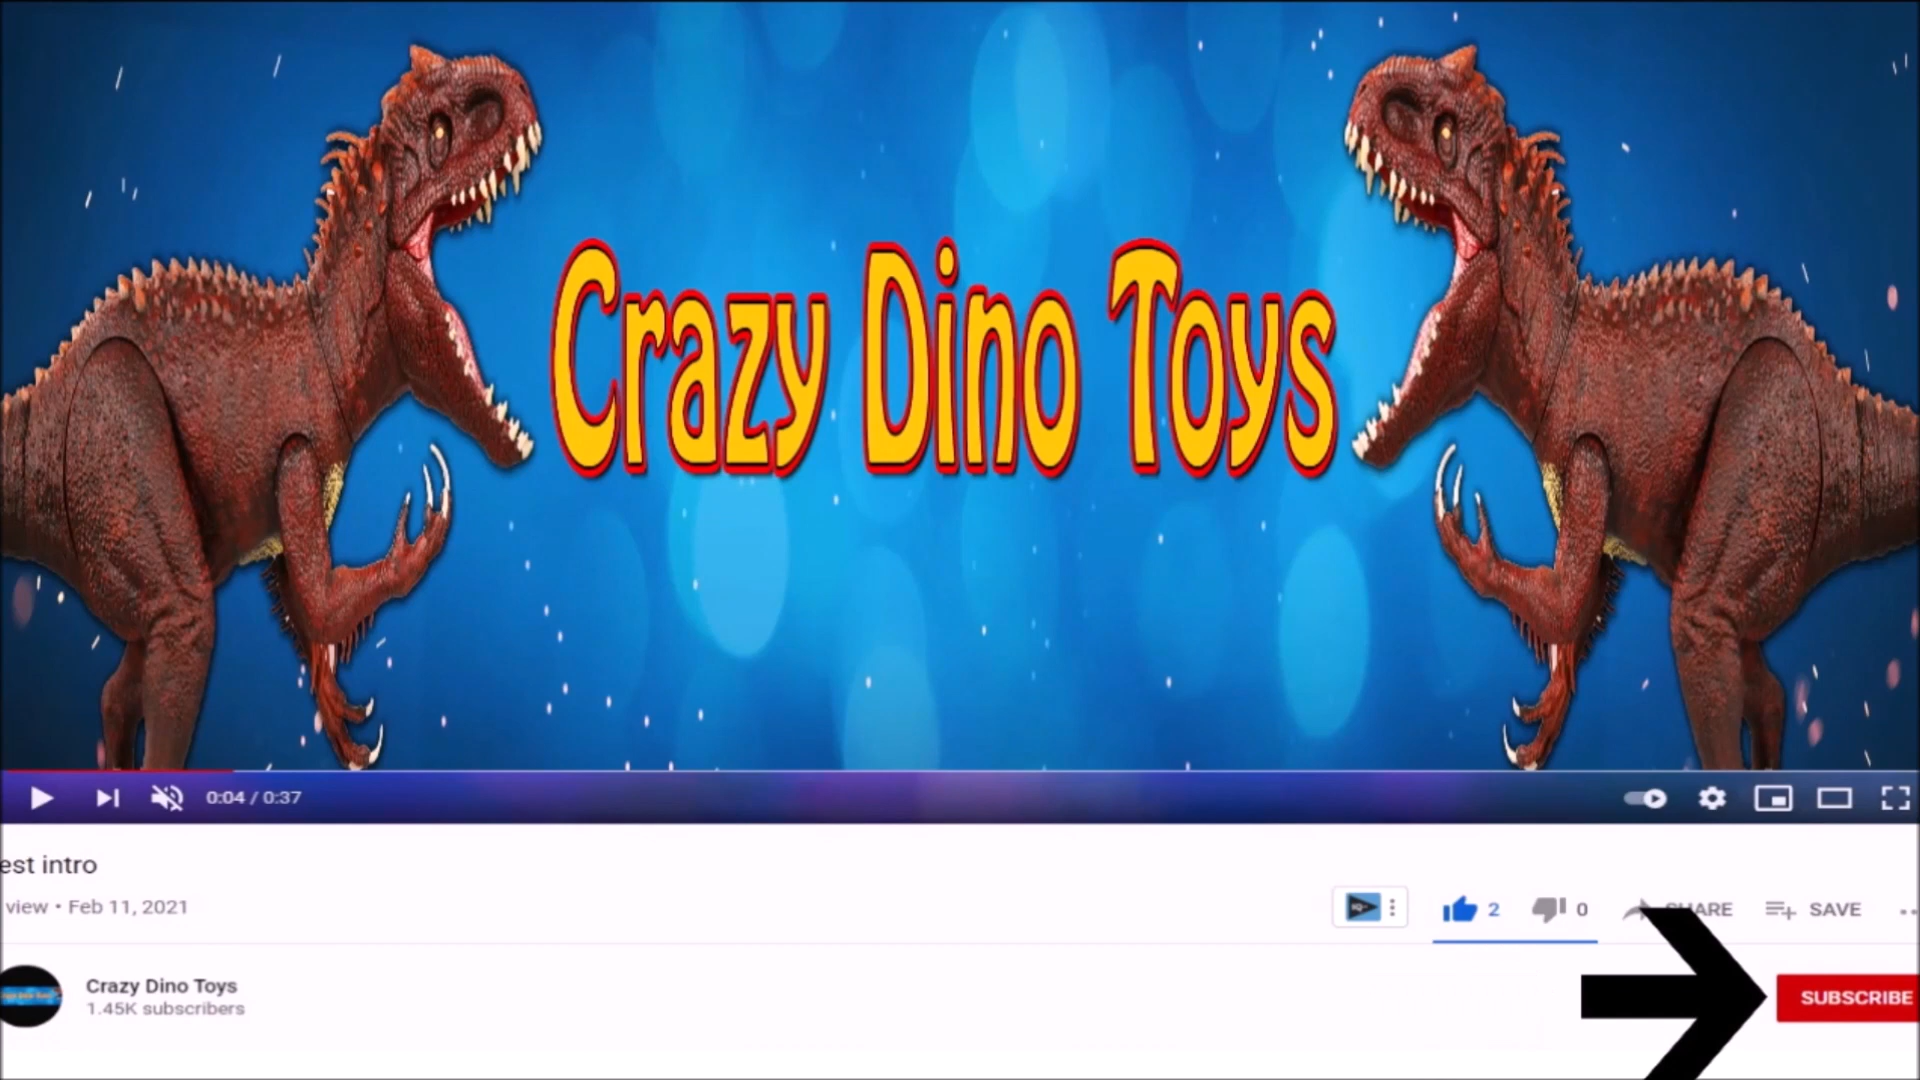 Crazy Dino Toys
0:04 / 0:37
est intro
view • Feb 11, 2021
2
0
SHARE
SAVE
Crazy Dino Toys
1.45K subscribers
SUBSCRIBE